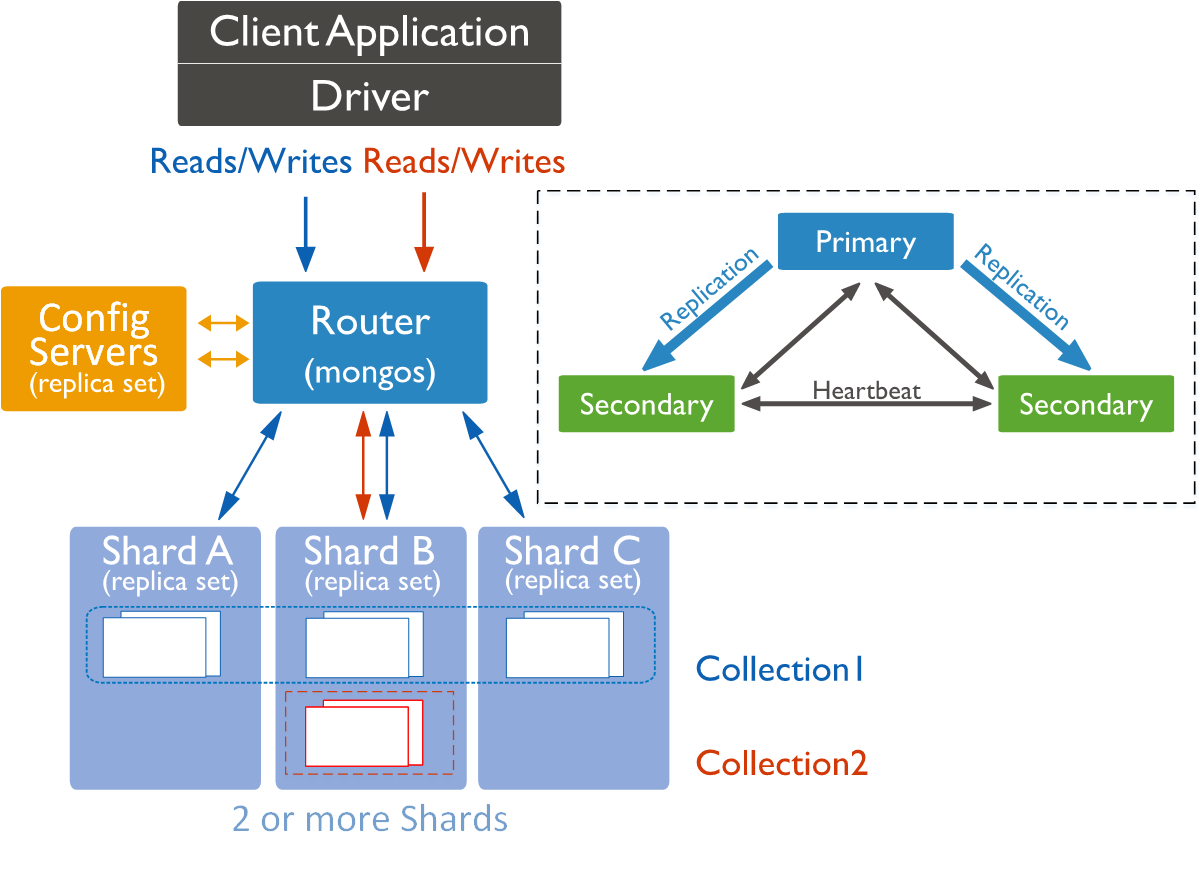 Client Application
Driver
Reads/Writes Reads/Writes
Config
Servers
(replica set)
Router
(mongos)
Primary
Replication
Replication
Secondary
Heartbeat
Secondary
Shard A
(replica set)
Shard B
(replica set)
Shard C
(replica set)
Collection1
Collection2
2 or more Shards